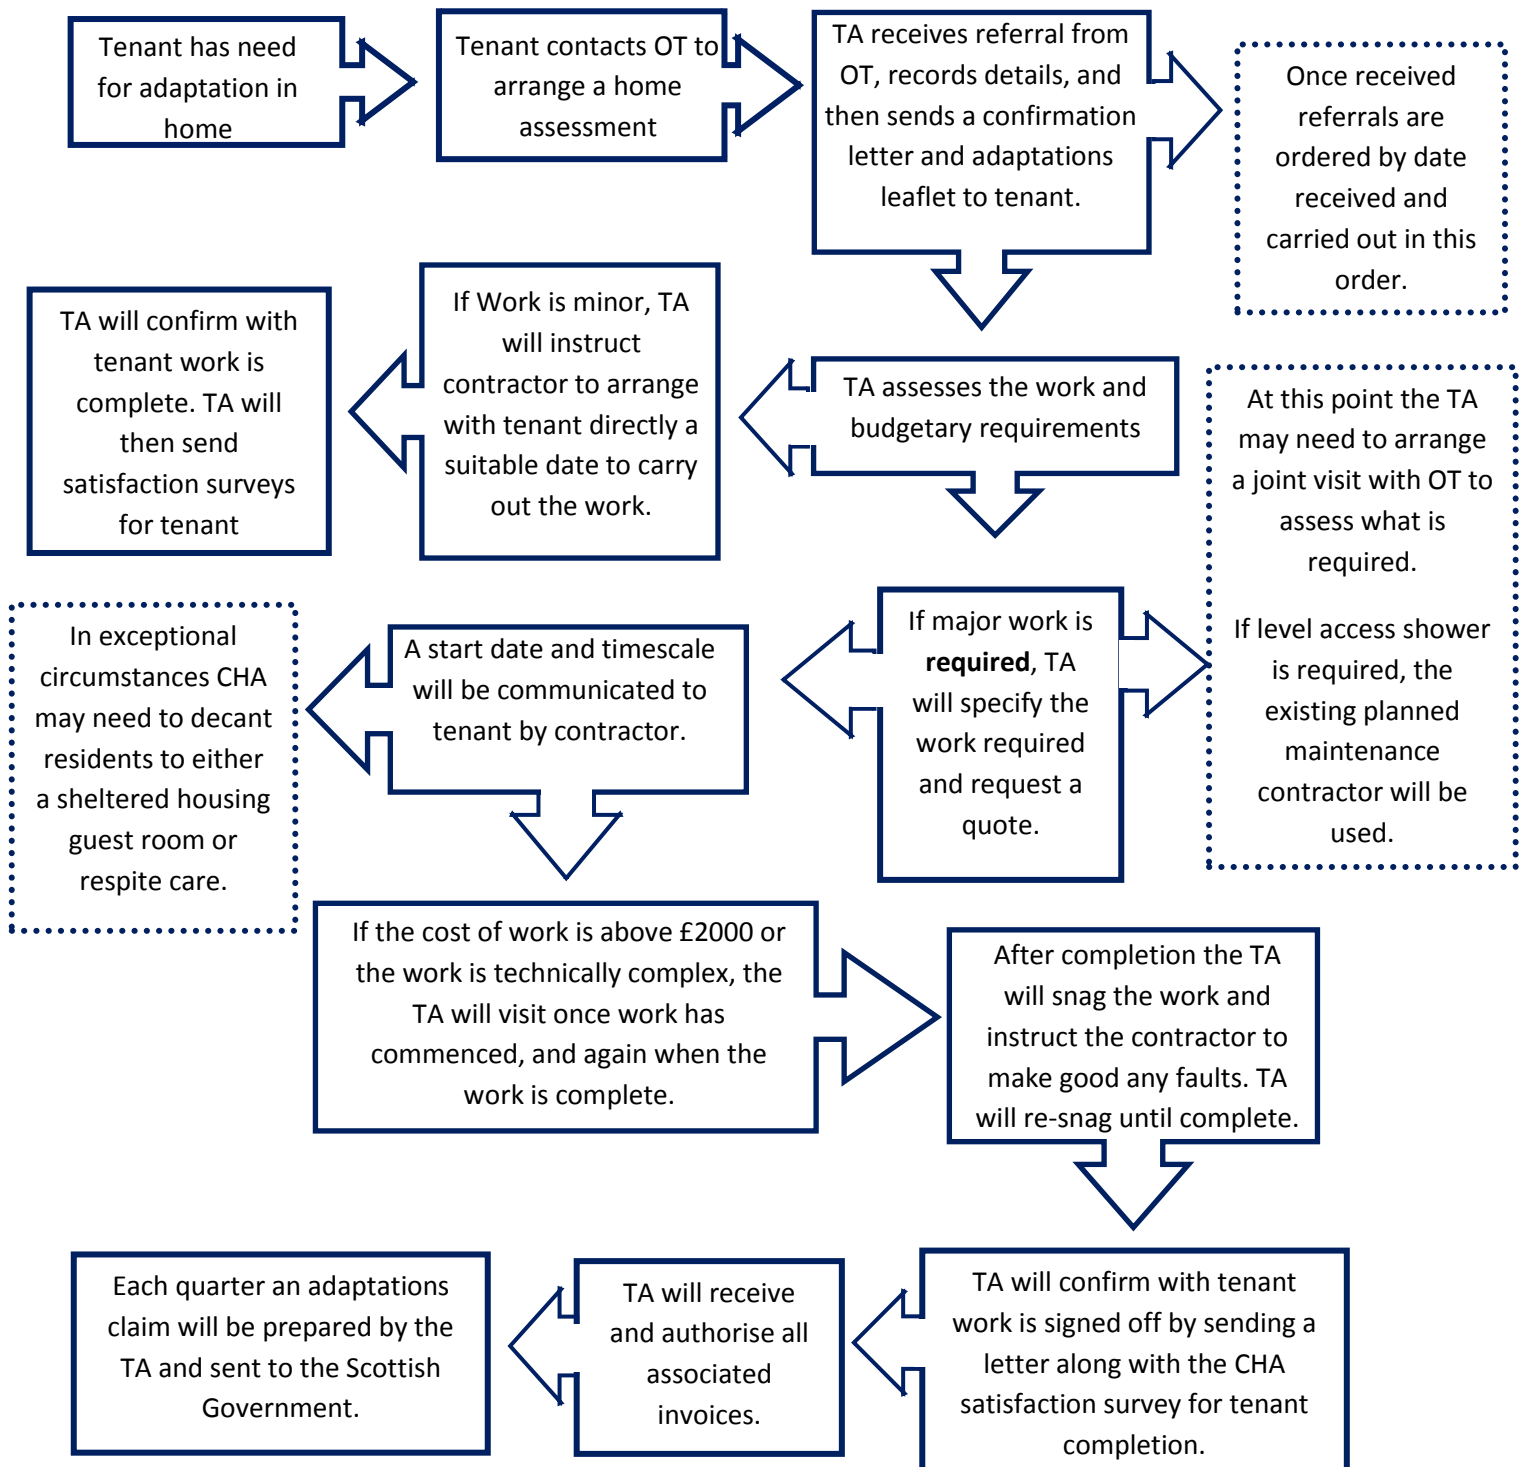 Tenant has need
for adaptation in
home
Tenant contacts OT to
arrange a home
assessment
TA receives referral from
OT, records details, and
then sends a confirmation
letter and adaptations
leaflet to tenant.
Once received
referrals are
ordered by date
received and
carried out in this
order.
TA assesses the work and
budgetary requirements
If Work is minor, TA
will instruct
contractor to arrange
with tenant directly a
suitable date to carry
out the work.
TA will confirm with
tenant work is
complete. TA will
then send
satisfaction surveys
for tenant
If major work is
required, TA
will specify the
work required
and request a
quote.
At this point the TA
may need to arrange
a joint visit with OT to
assess what is
required.
If level access shower
is required, the
existing planned
maintenance
contractor will be
used.
A start date and timescale
will be communicated to
tenant by contractor.
In exceptional
circumstances CHA
may need to decant
residents to either
a sheltered housing
guest room or
respite care.
If the cost of work is above £2000 or
the work is technically complex, the
TA will visit once work has
commenced, and again when the
work is complete.
After completion the TA
will snag the work and
instruct the contractor to
make good any faults. TA
will re-snag until complete.
TA will confirm with tenant
work is signed off by sending a
letter along with the CHA
satisfaction survey for tenant
completion.
TA will receive
and authorise all
associated
invoices.
Each quarter an adaptations
claim will be prepared by the
TA and sent to the Scottish
Government.